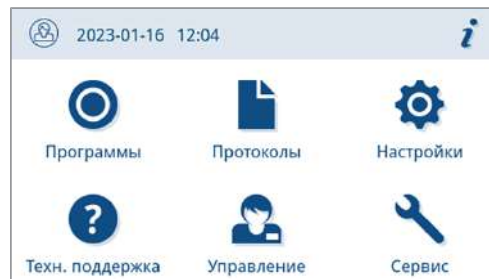 2023-01-16 12:04 i
Программы Протоколы Настройки
?
Техн. поддержка Управление Сервис